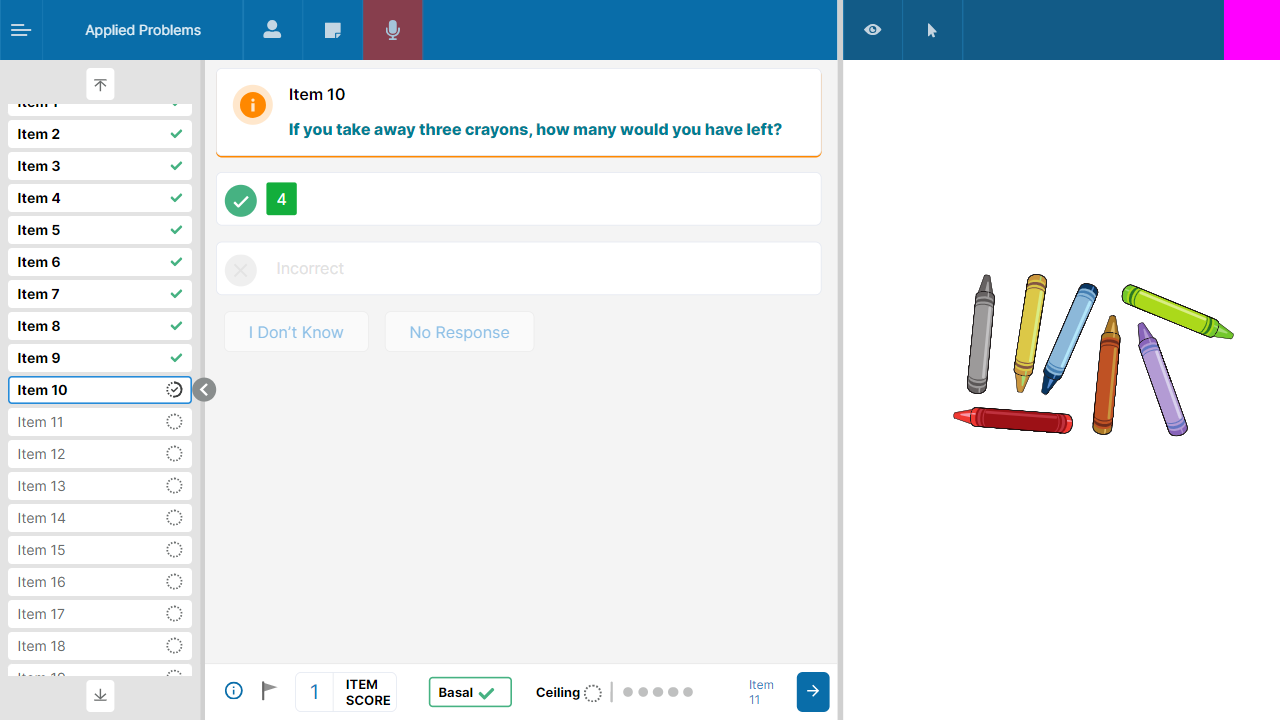 Applied Problems
Item 1
Item 2
Item 3
Item 4
Item 5
Item 6
Item 7
Item 8
Item 9
Item 10
Item 11
Item 12
Item 13
Item 14
Item 15
Item 16
Item 17
Item 18
Item 10
If you take away three crayons, how many would you have left?
4
Incorrect
I Don’t Know
No Response
1
ITEM
SCORE
Basal
Ceiling
Item
11